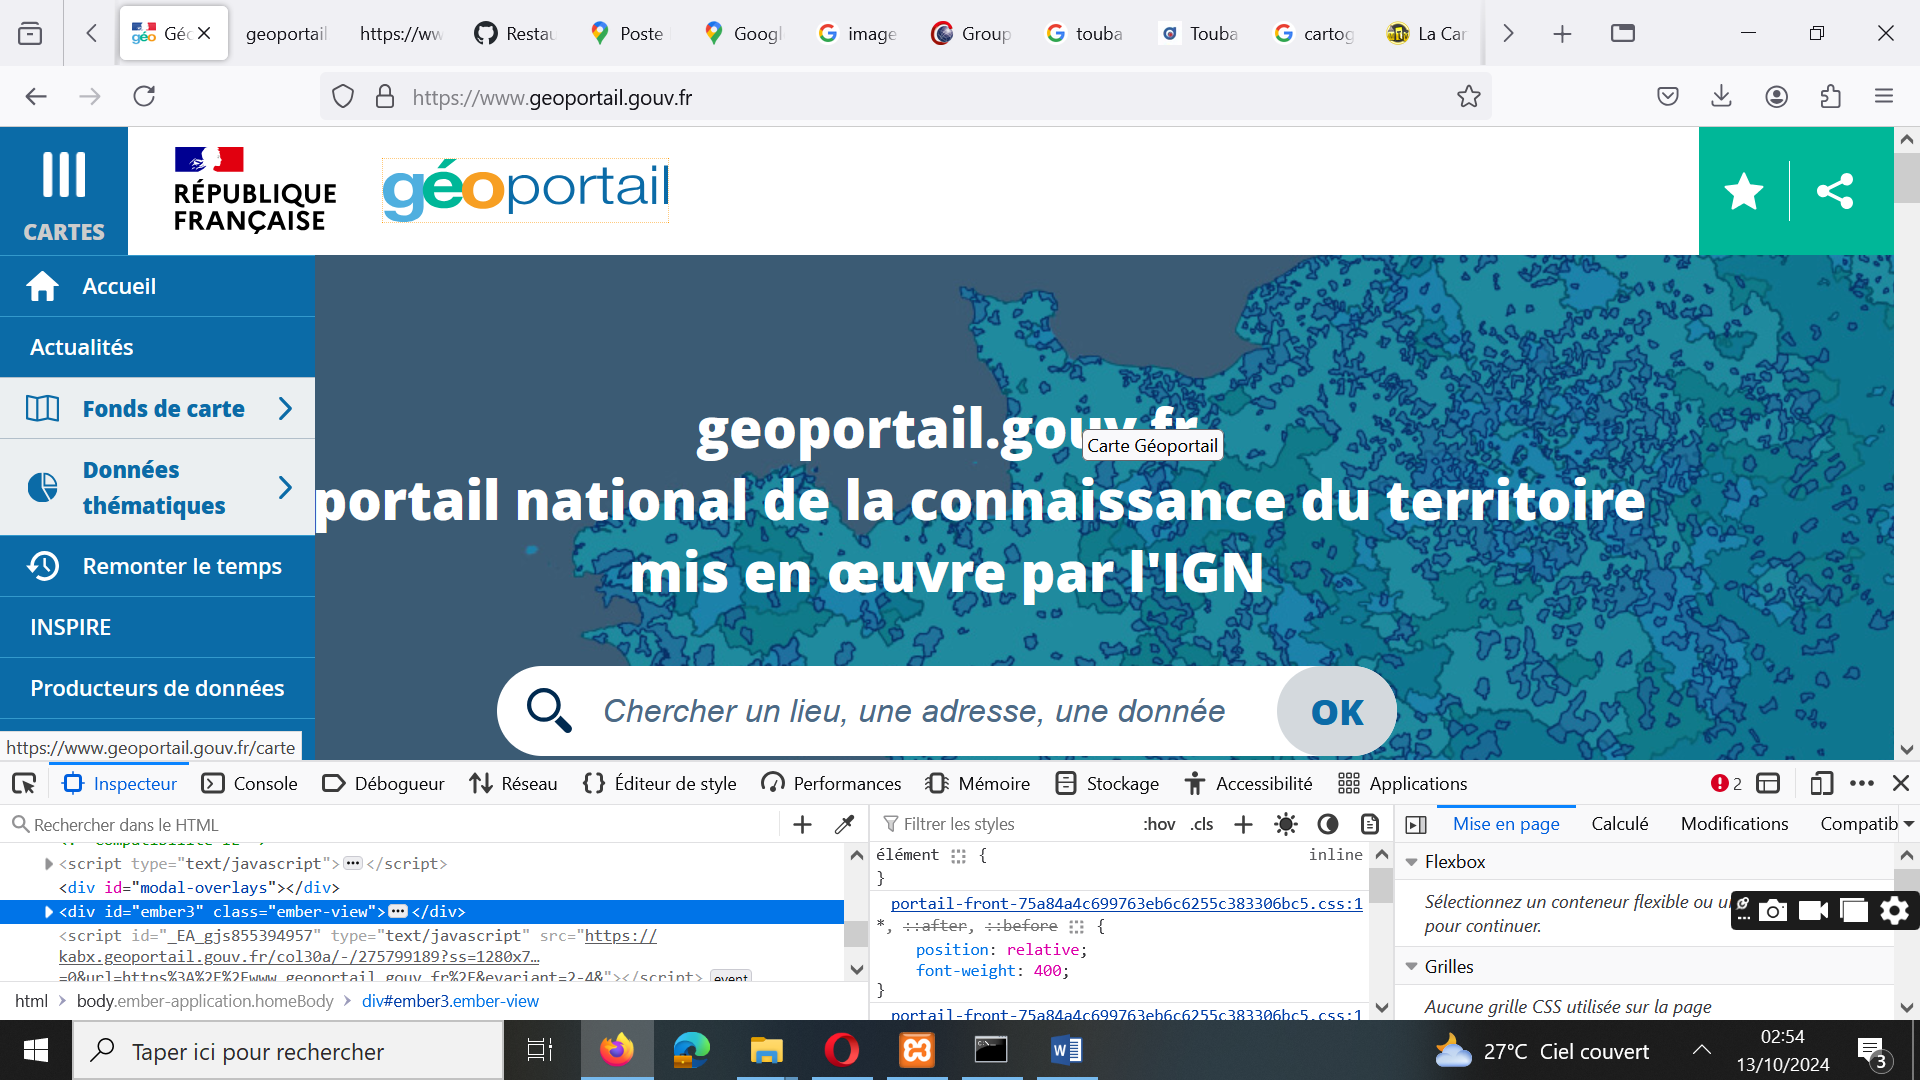 Géo
geoportail
https://ww
Restau
Poste
Googl
image
Group
touba
Touba
cartog
La Car
https://www.geoportail.gouv.fr
CARTES
RÉPUBLIQUE
FRANÇAISE
géoportail
Accueil
Actualités
Fonds de carte
Données
thématiques
Remonter le temps
INSPIRE
Producteurs de données
https://www.geoportail.gouv.fr/carte
geoportail.gouv.fr
Carte Géoportail
portail national de la connaissance du territoire
mis en œuvre par l'IGN
Chercher un lieu, une adresse, une donnée
OK
Inspecteur
Console
Débogueur
Réseau
Éditeur de style
Performances
Mémoire
Stockage
Accessibilité
Applications
2
Rechercher dans le HTML
<script type="text/javascript"></script>
<div id="modal-overlays"></div>
<div id="ember3" class="ember-view"></div>
<script id="_EA_gjs855394957" type="text/javascript" src="https://
kabx.geoportail.gouv.fr/col30a/-/275799189?ss=1280x7…
=0&url=https%3A%2F%2Fwww.geoportail.gouv.fr%2F&evariant=2-4&"></script> event
html
body.ember-application.homeBody
div#ember3.ember-view
Filtrer les styles
:hov
.cls
élément {
inline
}
portail-front-75a84a4c699763eb6c6255c383306bc5.css:1
*, ::after, ::before {
position: relative;
font-weight: 400;
}
portail-front-75a84a4c699763eb6c6255c383306bc5.css:1
Mise en page
Calculé
Modifications
Compatib
Flexbox
Sélectionnez un conteneur flexible ou u
pour continuer.
Grilles
Aucune grille CSS utilisée sur la page
Taper ici pour rechercher
27°C Ciel couvert
02:54
13/10/2024
3